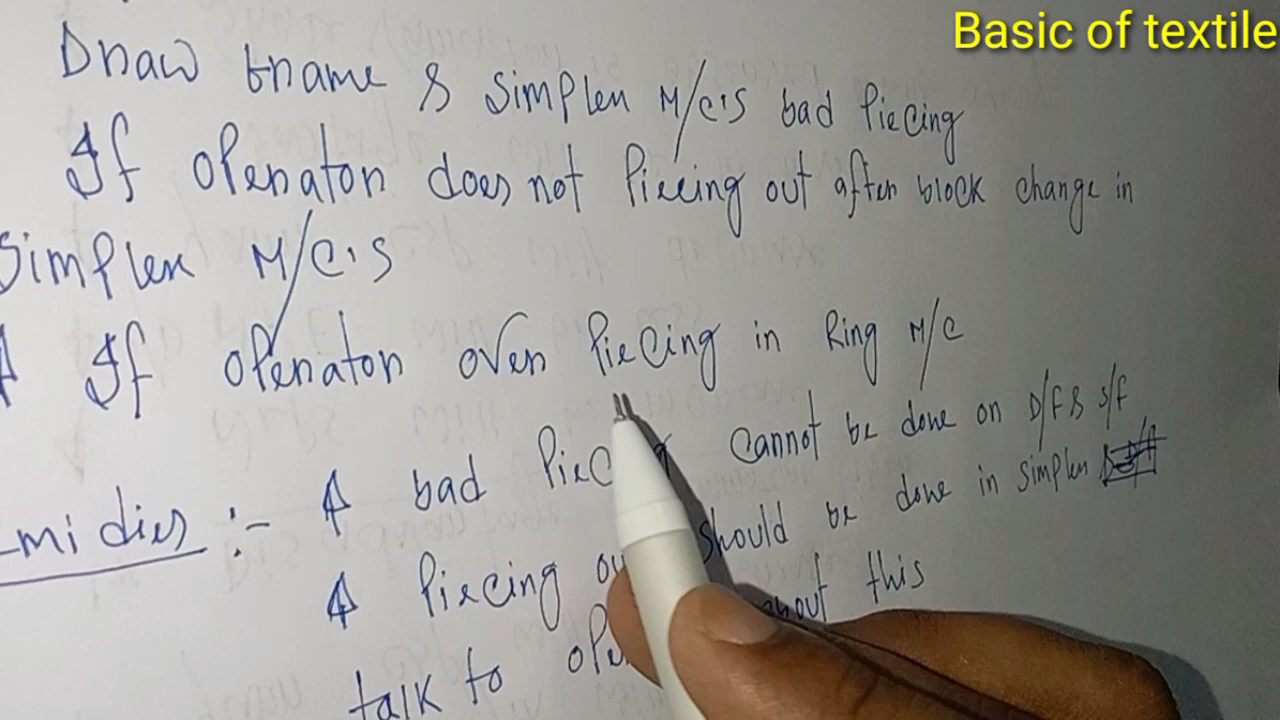 Basic of textile
Draw frame & Simplex M/C's bad Piecing
If operator does not Piecing out after block change in
Simplex M/C'S
If operator over Piecing in Ring M/C
bad cannot be done on D/F & S/F
midies :-
Piecing should be done in simplex
talk to this